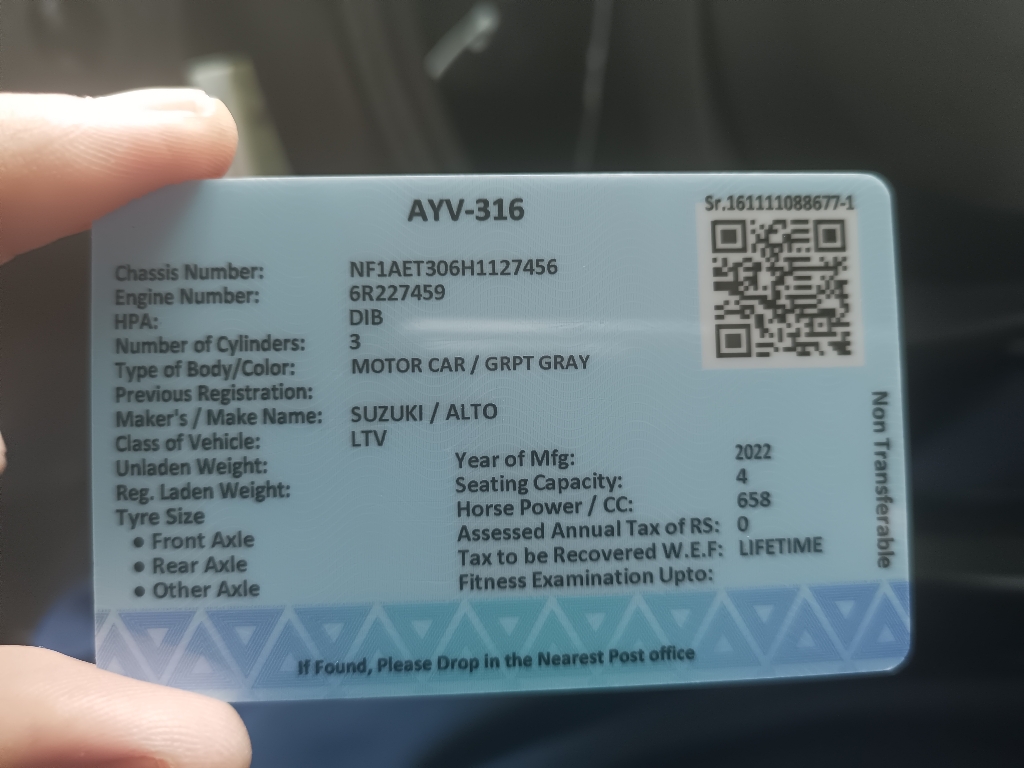 AYV-316
Sr.161111088677-1
Chassis Number: NF1AET306H1127456
Engine Number: 6R227459
HPA: DIB
Number of Cylinders: 3
Type of Body/Color: MOTOR CAR / GRPT GRAY
Previous Registration:
Maker's / Make Name: SUZUKI / ALTO
Class of Vehicle: LTV
Unladen Weight:
Reg. Laden Weight:
Tyre Size
• Front Axle
• Rear Axle
• Other Axle
Year of Mfg: 2022
Seating Capacity: 4
Horse Power / CC: 658
Assessed Annual Tax of RS: 0
Tax to be Recovered W.E.F: LIFETIME
Fitness Examination Upto:
Non Transferable
If Found, Please Drop in the Nearest Post office